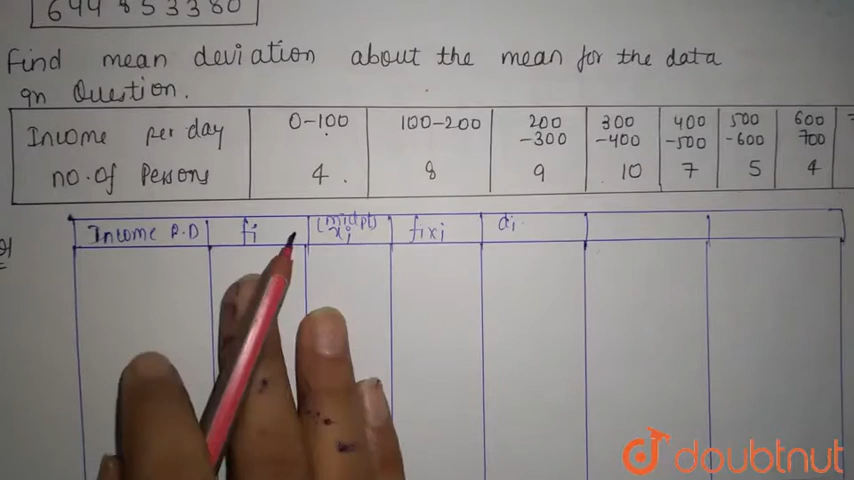 644 853380
Find mean deviation about the mean for the data
In Question.
Income per day 0-100 100-200 200-300 300-400 400-500 500-600 600 700
no. of Persons 4 8 9 10 7 5 4
Income P.D fi (midpt) xi fixi di
doubtnut